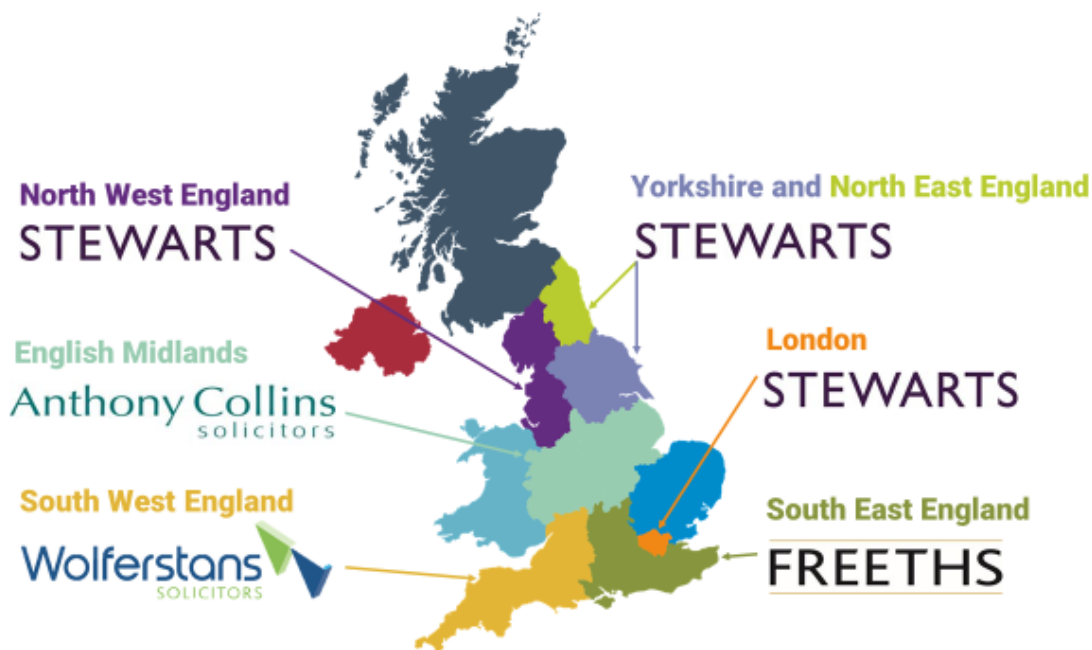 North West England
STEWARTS
Yorkshire and North East England
STEWARTS
English Midlands
Anthony Collins
solicitors
London
STEWARTS
South West England
Wolferstans
SOLICITORS
South East England
FREETHS